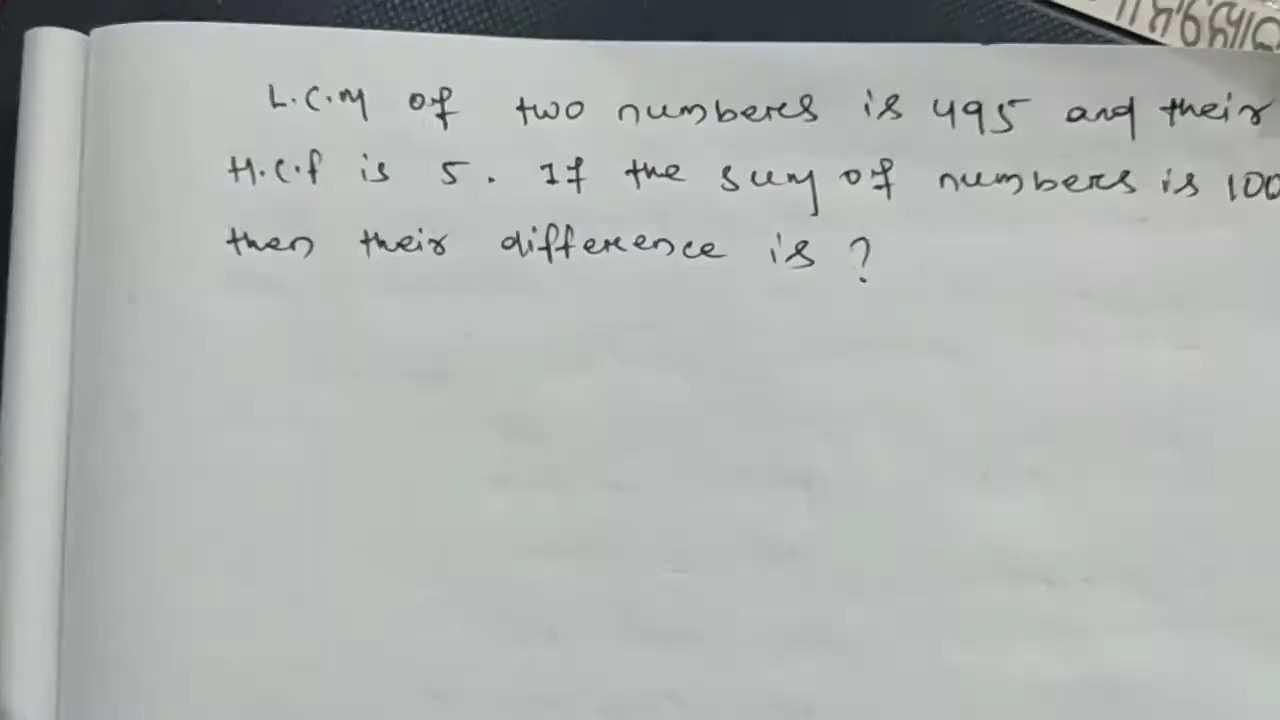 L.C.M of two numbers is 495 and their
H.C.f is 5. If the sum of numbers is 100
then their difference is ?